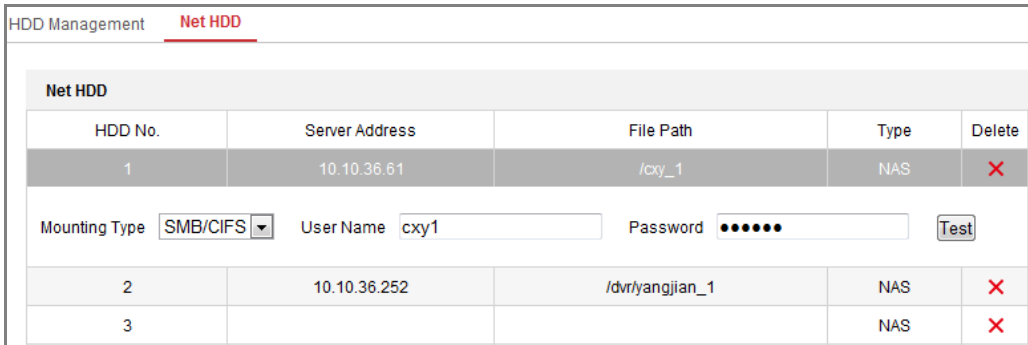 HDD Management Net HDD
Net HDD
HDD No. Server Address File Path Type Delete
1 10.10.36.61 /cxy_1 NAS
Mounting Type SMB/CIFS User Name cxy1 Password ●●●●●● Test
2 10.10.36.252 /dvr/yangjian_1 NAS
3 NAS